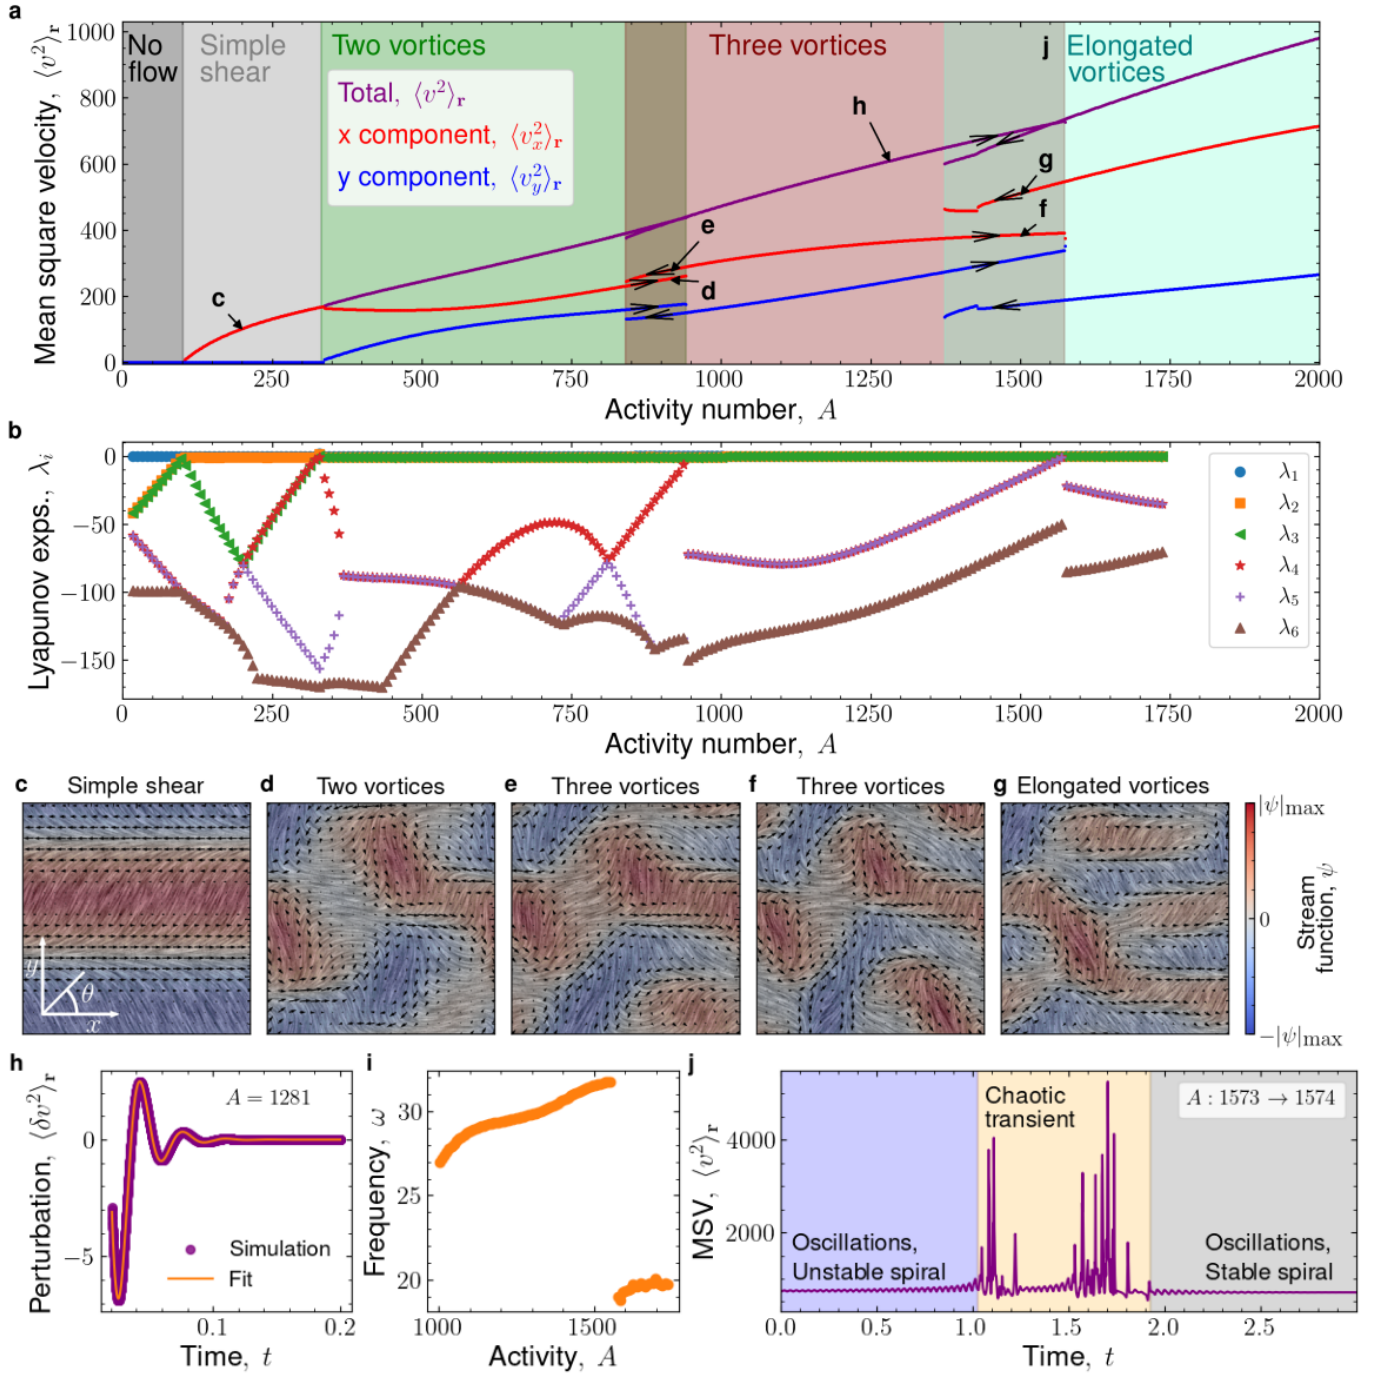 a
Mean square velocity, ⟨v²⟩r
1000
800
600
400
200
0
No
flow
Simple
shear
Two vortices
Three vortices
j
Elongated
vortices
Total, ⟨v²⟩r
x component, ⟨vx²⟩r
y component, ⟨vy²⟩r
c
e
d
h
g
f
0 250 500 750 1000 1250 1500 1750 2000
Activity number, A
b
Lyapunov exps., λi
0
−50
−100
−150
λ1
λ2
λ3
λ4
λ5
λ6
0 250 500 750 1000 1250 1500 1750 2000
Activity number, A
c Simple shear
d Two vortices
e Three vortices
f Three vortices
g Elongated vortices
y
θ
x
|ψ|max
0
−|ψ|max
Stream
function, ψ
h
Perturbation, ⟨δv²⟩r
0
−5
A = 1281
Simulation
Fit
0.1 0.2
Time, t
i
Frequency, ω
30
25
20
1000 1500
Activity, A
j
MSV, ⟨v²⟩r
4000
2000
Chaotic
transient
A : 1573 → 1574
Oscillations,
Unstable spiral
Oscillations,
Stable spiral
0.0 0.5 1.0 1.5 2.0 2.5
Time, t